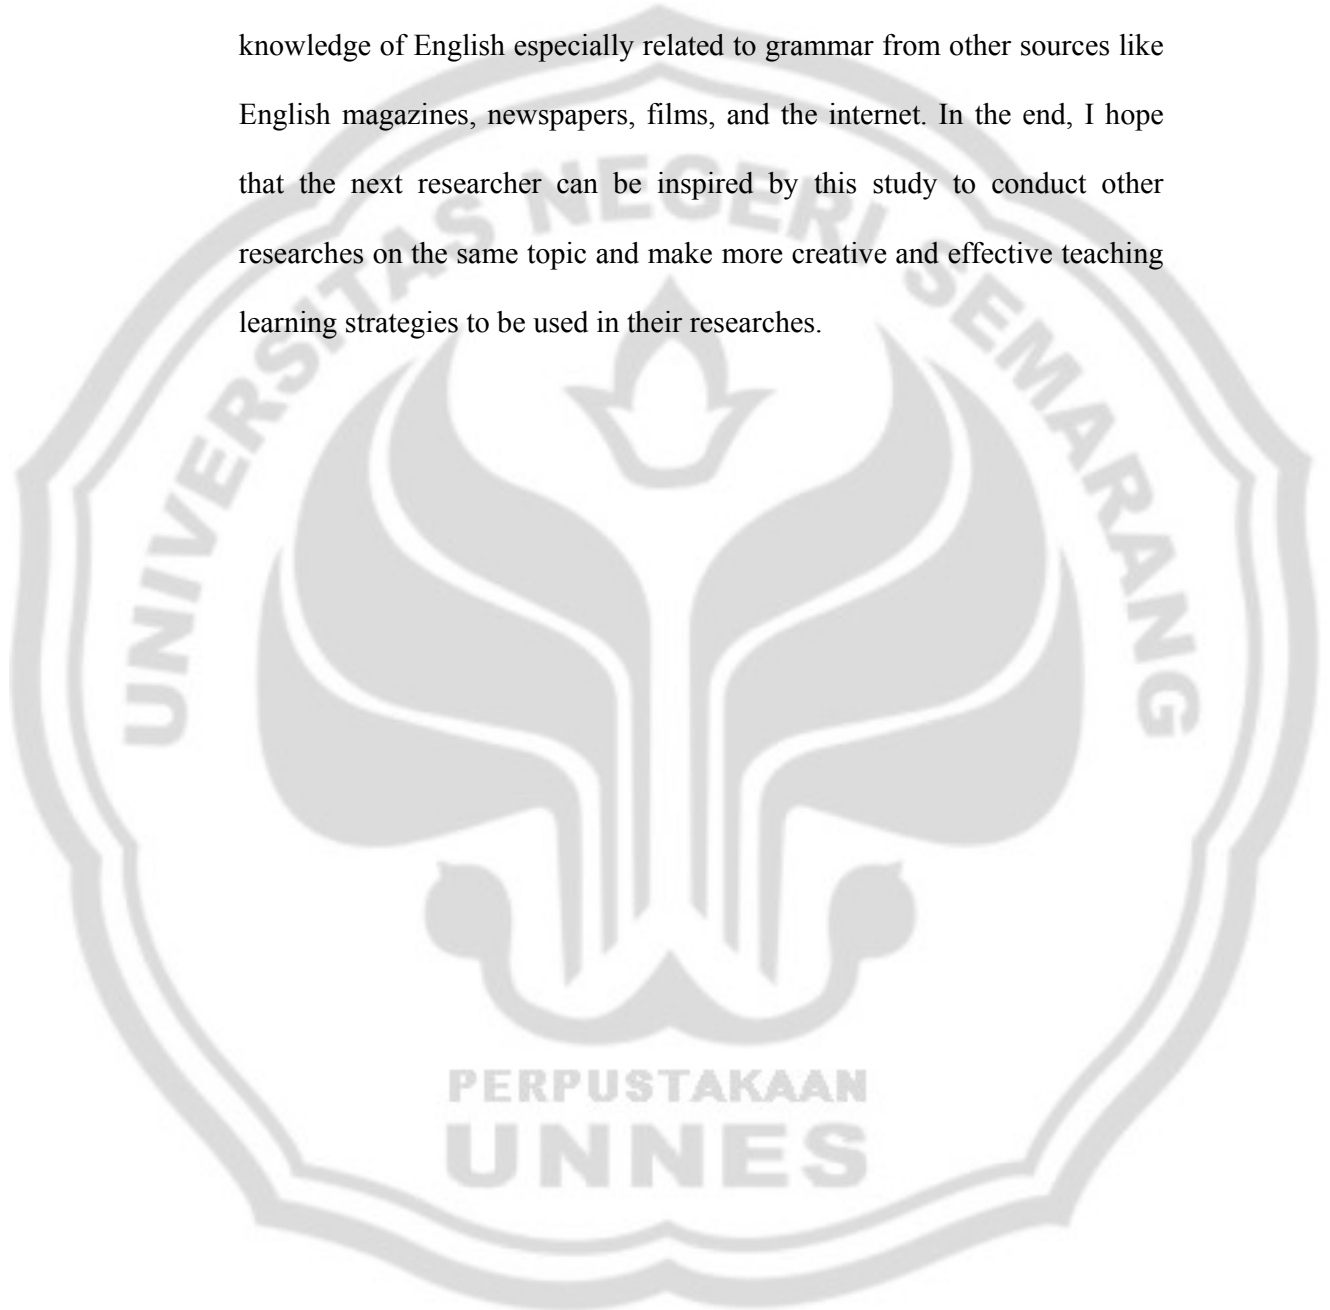 knowledge of English especially related to grammar from other sources like
English magazines, newspapers, films, and the internet. In the end, I hope
that the next researcher can be inspired by this study to conduct other
researches on the same topic and make more creative and effective teaching
learning strategies to be used in their researches.
UNIVERSITAS NEGERI SEMARANG
PERPUSTAKAAN
UNNES